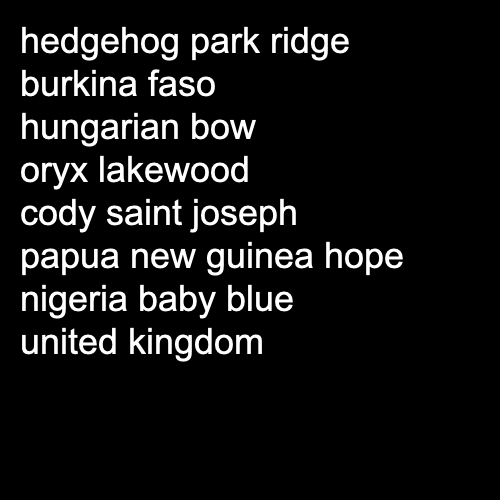 hedgehog park ridge
burkina faso
hungarian bow
oryx lakewood
cody saint joseph
papua new guinea hope
nigeria baby blue
united kingdom